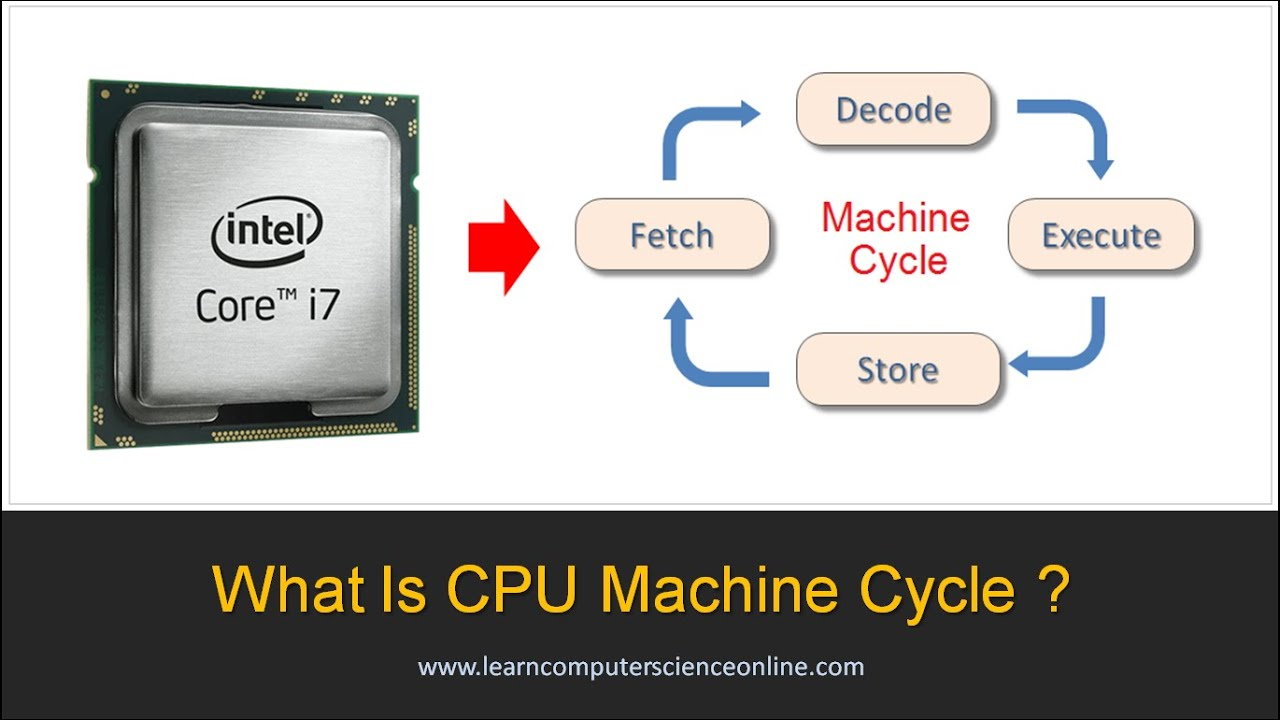 intel®
Core™ i7
Decode
Fetch
Machine
Cycle
Execute
Store
What Is CPU Machine Cycle ?
www.learncomputerscienceonline.com